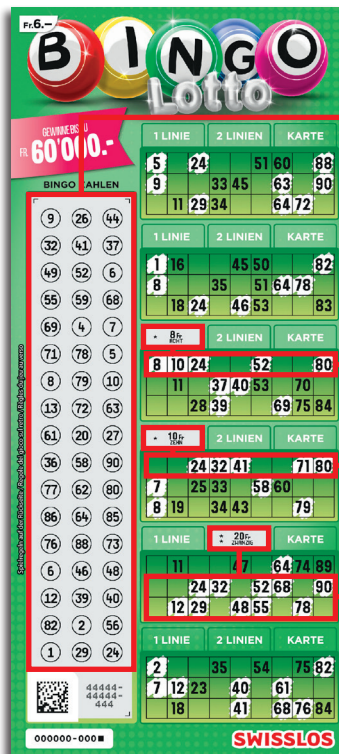 Fr.6.–
BINGO
Lotto
GEWINNE BIS ZU
FR. 60'000.-
BINGO ZAHLEN
9 26 44
32 41 37
49 52 6
55 59 68
69 4 7
71 78 5
8 79 10
13 72 63
61 20 27
36 58 90
77 62 80
86 64 85
76 88 73
6 46 48
12 39 40
82 2 56
1 29 24
44444-
44444-
444
000000-000■
1 LINIE 2 LINIEN KARTE
5 24 51 60 88
9 33 45 63 90
11 29 34 64 72
1 LINIE 2 LINIEN KARTE
1 16 45 50 82
8 35 51 64 78
18 24 46 53 83
* 8 Fr 2 LINIEN KARTE
ACHT
8 10 24 52 80
11 37 40 53 70
28 39 69 75 84
* 10 Fr 2 LINIEN KARTE
ZEHN
24 32 41 71 80
7 25 33 58 60
8 19 34 43 79
1 LINIE * * 20 Fr KARTE
ZWANZIG
11 47 64 74 89
24 32 52 68 90
12 29 48 55 78
1 LINIE 2 LINIEN KARTE
2 35 54 75 82
7 12 23 40 61
18 41 68 76 84
SWISSLOS